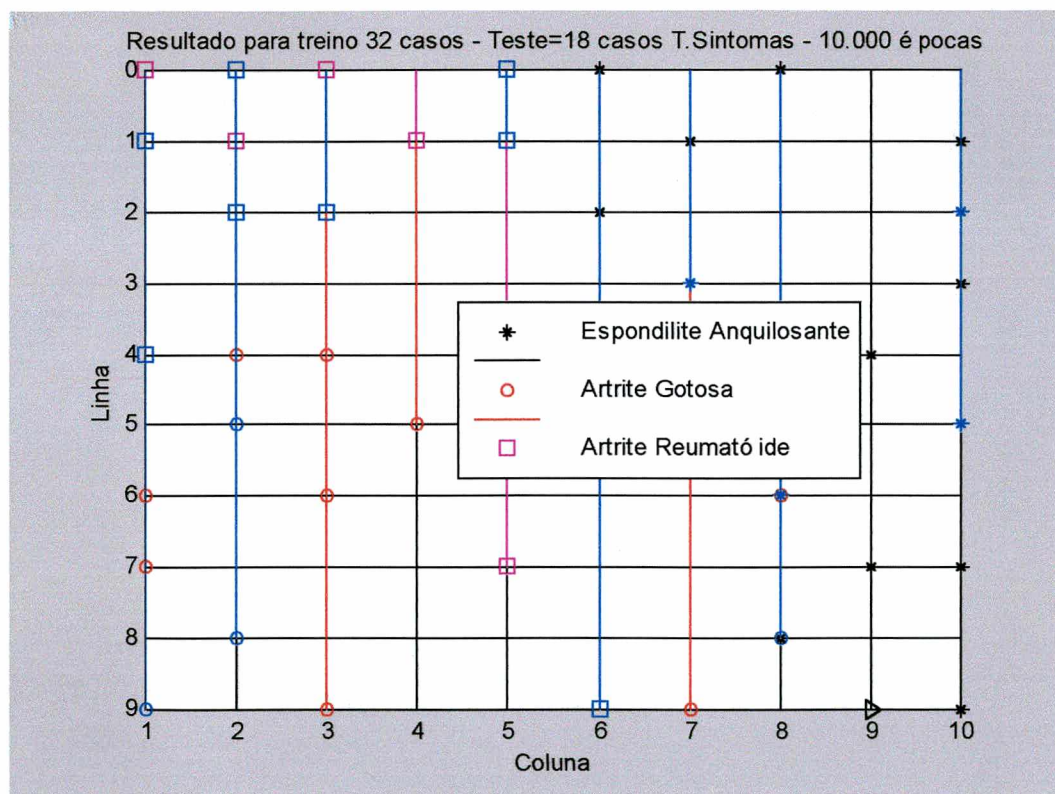 Resultado para treino 32 casos - Teste=18 casos T.Sintomas - 10.000 é pocas
0
1
2
3
4
5
6
7
8
9
Linha
Espondilite Anquilosante
Artrite Gotosa
Artrite Reumató ide
1 2 3 4 5 6 7 8 9 10
Coluna